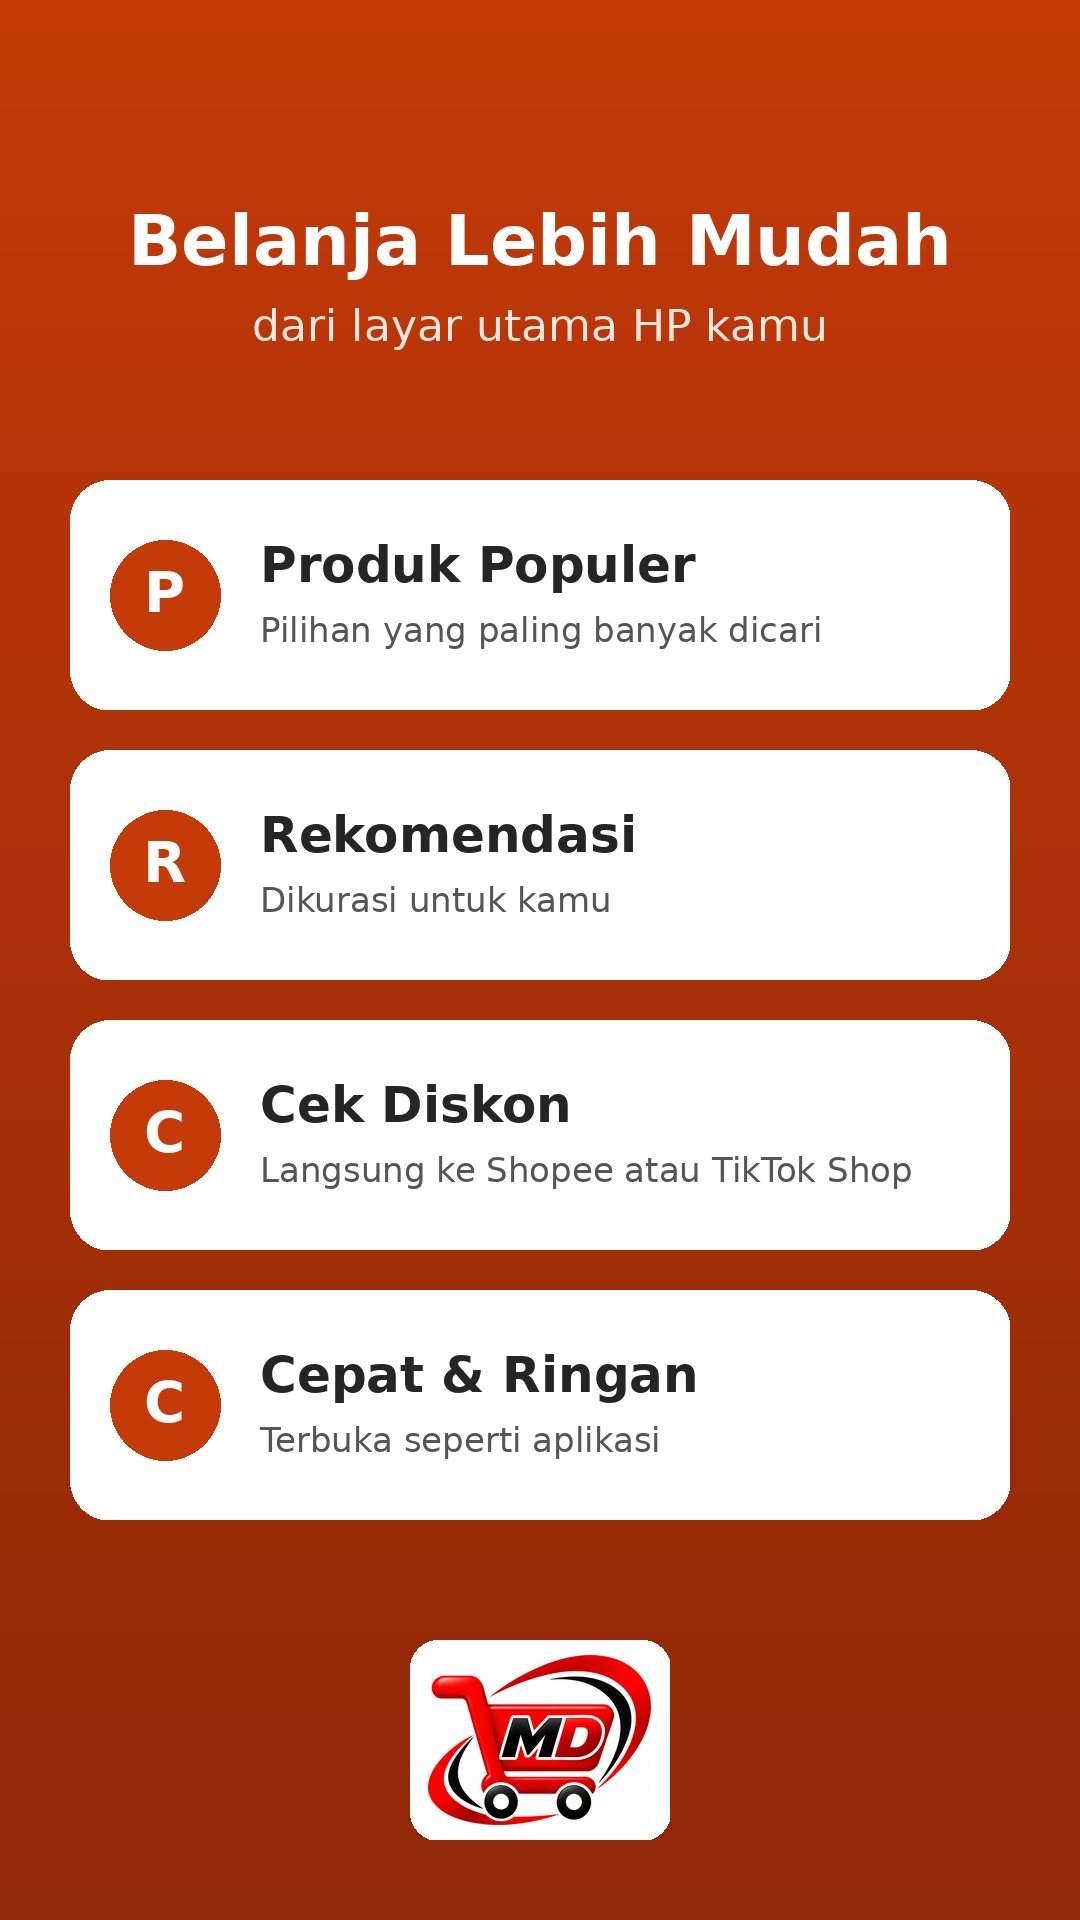 Belanja Lebih Mudah
dari layar utama HP kamu
P
Produk Populer
Pilihan yang paling banyak dicari
R
Rekomendasi
Dikurasi untuk kamu
C
Cek Diskon
Langsung ke Shopee atau TikTok Shop
C
Cepat & Ringan
Terbuka seperti aplikasi
MD